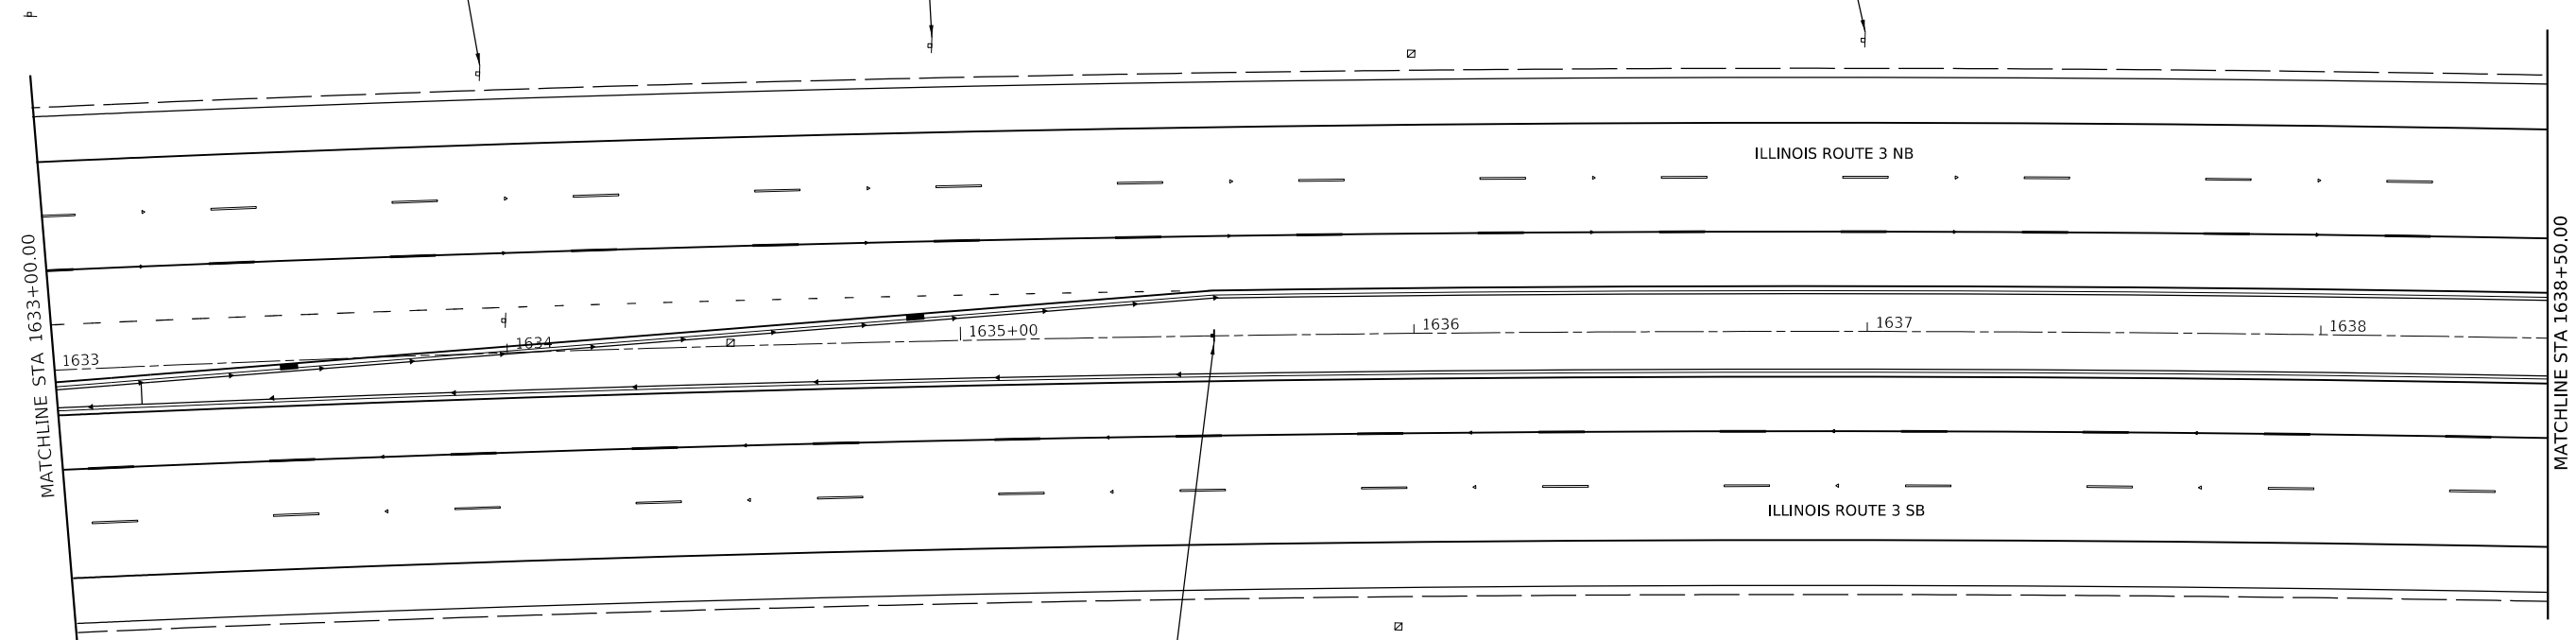 ILLINOIS ROUTE 3 NB
MATCHLINE STA 1633+00.00
1633
1634
1635+00
1636
1637
1638
MATCHLINE STA 1638+50.00
ILLINOIS ROUTE 3 SB